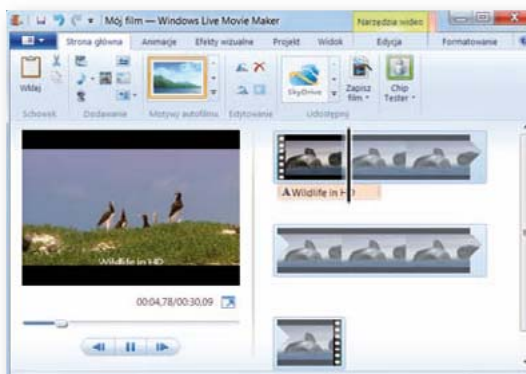 Mój film — Windows Live Movie Maker
Narzędzia wideo
Strona główna
Animacje
Efekty wizualne
Projekt
Widok
Edycja
Formatowanie
Wklej
SkyDrive
Zapisz film
Chip Tester
Schowek
Dodawanie
Motywy autofilmu
Edytowanie
Udostępnij
A Wildlife in HD
Wildlife in HD
00:04,78/00:30,09